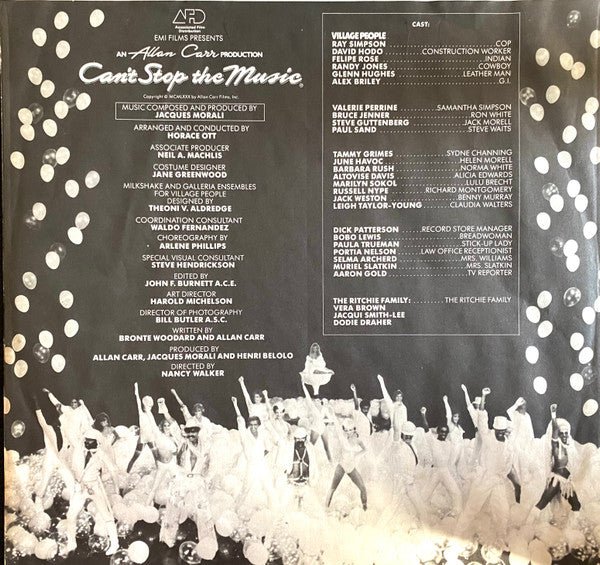 AFD
Associated Film
Distribution
EMI FILMS PRESENTS
AN Allan Carr PRODUCTION
Can't Stop the Music
Copyright © MCMLXXX by Allan Carr Films, Inc.
MUSIC COMPOSED AND PRODUCED BY
JACQUES MORALI
ARRANGED AND CONDUCTED BY
HORACE OTT
ASSOCIATE PRODUCER
NEIL A. MACHLIS
COSTUME DESIGNER
JANE GREENWOOD
MILKSHAKE AND GALLERIA ENSEMBLES
FOR VILLAGE PEOPLE
DESIGNED BY
THEONI V. ALDREDGE
COORDINATION CONSULTANT
WALDO FERNANDEZ
CHOREOGRAPHY BY
ARLENE PHILLIPS
SPECIAL VISUAL CONSULTANT
STEVE HENDRICKSON
EDITED BY
JOHN F. BURNETT A.C.E.
ART DIRECTOR
HAROLD MICHELSON
DIRECTOR OF PHOTOGRAPHY
BILL BUTLER A.S.C.
WRITTEN BY
BRONTE WOODARD AND ALLAN CARR
PRODUCED BY
ALLAN CARR, JACQUES MORALI AND HENRI BELOLO
DIRECTED BY
NANCY WALKER
CAST:
VILLAGE PEOPLE
RAY SIMPSON COP
DAVID HODO CONSTRUCTION WORKER
FELIPE ROSE INDIAN
RANDY JONES COWBOY
GLENN HUGHES LEATHER MAN
ALEX BRILEY G.I.
VALERIE PERRINE SAMANTHA SIMPSON
BRUCE JENNER RON WHITE
STEVE GUTTENBERG JACK MORELL
PAUL SAND STEVE WAITS
TAMMY GRIMES SYDNE CHANNING
JUNE HAVOC HELEN MORELL
BARBARA RUSH NORMA WHITE
ALTOVISE DAVIS ALICIA EDWARDS
MARILYN SOKOL LULU BRECHT
RUSSELL NYPE RICHARD MONTGOMERY
JACK WESTON BENNY MURRAY
LEIGH TAYLOR-YOUNG CLAUDIA WALTERS
DICK PATTERSON RECORD STORE MANAGER
BOBO LEWIS BREADWOMAN
PAULA TRUEMAN STICK-UP LADY
PORTIA NELSON LAW OFFICE RECEPTIONIST
SELMA ARCHERD MRS. WILLIAMS
MURIEL SLATKIN MRS. SLATKIN
AARON GOLD TV REPORTER
THE RITCHIE FAMILY: THE RITCHIE FAMILY
VERA BROWN
JACQUI SMITH-LEE
DODIE DRAHER